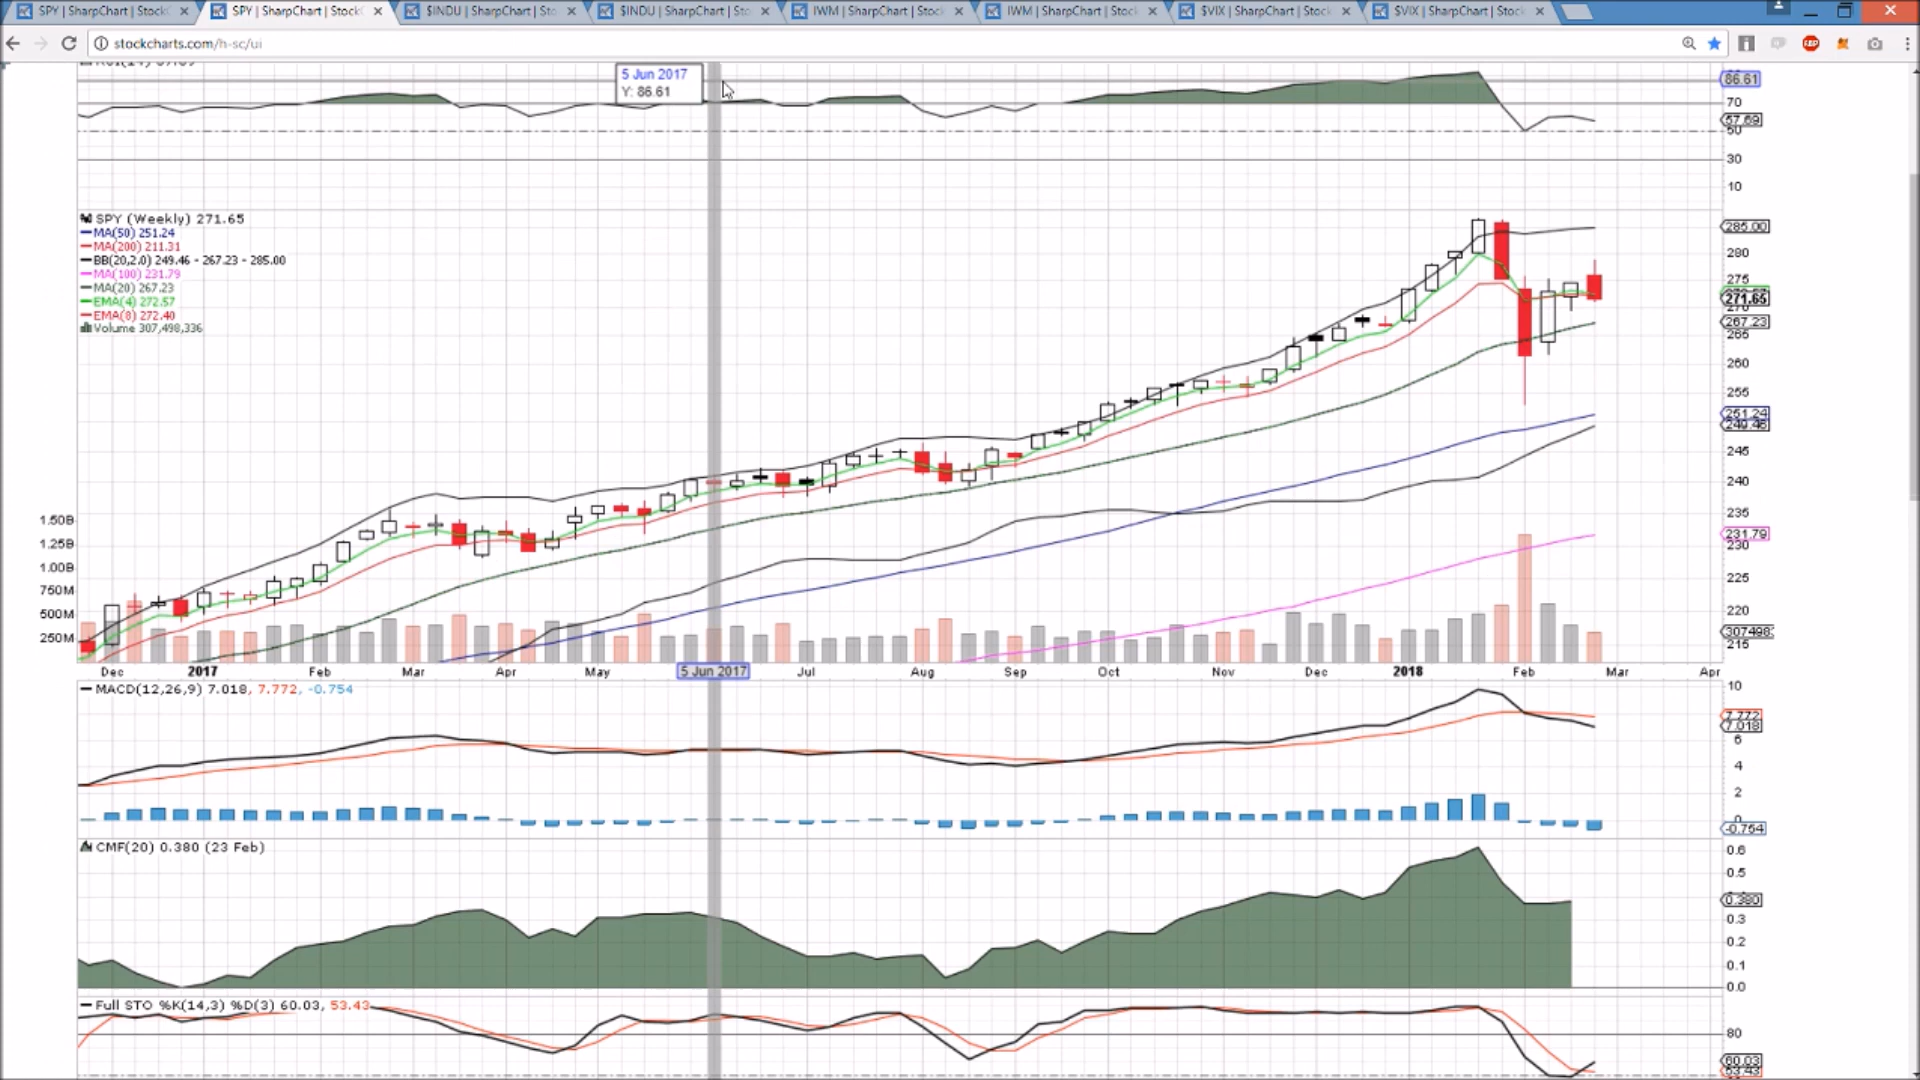 SPY | SharpChart | StockC
SPY | SharpChart | StockC
$INDU | SharpChart | Sto
$INDU | SharpChart | Sto
IWM | SharpChart | Stock
IWM | SharpChart | Stock
$VIX | SharpChart | Stock
$VIX | SharpChart | Stock
stockcharts.com/h-sc/ui
5 Jun 2017
Y: 86.61
86.61
70
57.69
50
30
10
SPY (Weekly) 271.65
MA(50) 251.24
MA(200) 211.31
BB(20,2.0) 249.46 - 267.23 - 285.00
MA(100) 231.79
MA(20) 267.23
EMA(4) 272.57
EMA(8) 272.40
Volume 307,498,336
285.00
280
275
271.65
270
267.23
265
260
255
251.24
249.46
245
240
235
231.79
230
225
220
307498
215
1.50B
1.25B
1.00B
750M
500M
250M
Dec 2017 Feb Mar Apr May 5 Jun 2017 Jul Aug Sep Oct Nov Dec 2018 Feb Mar Apr
MACD(12,26,9) 7.018, 7.772, -0.754
10
7.772
7.018
6
4
2
0
-0.754
CMF(20) 0.380 (23 Feb)
0.6
0.5
0.380
0.3
0.2
0.1
0.0
Full STO %K(14,3) %D(3) 60.03, 53.43
80
60.03
53.43